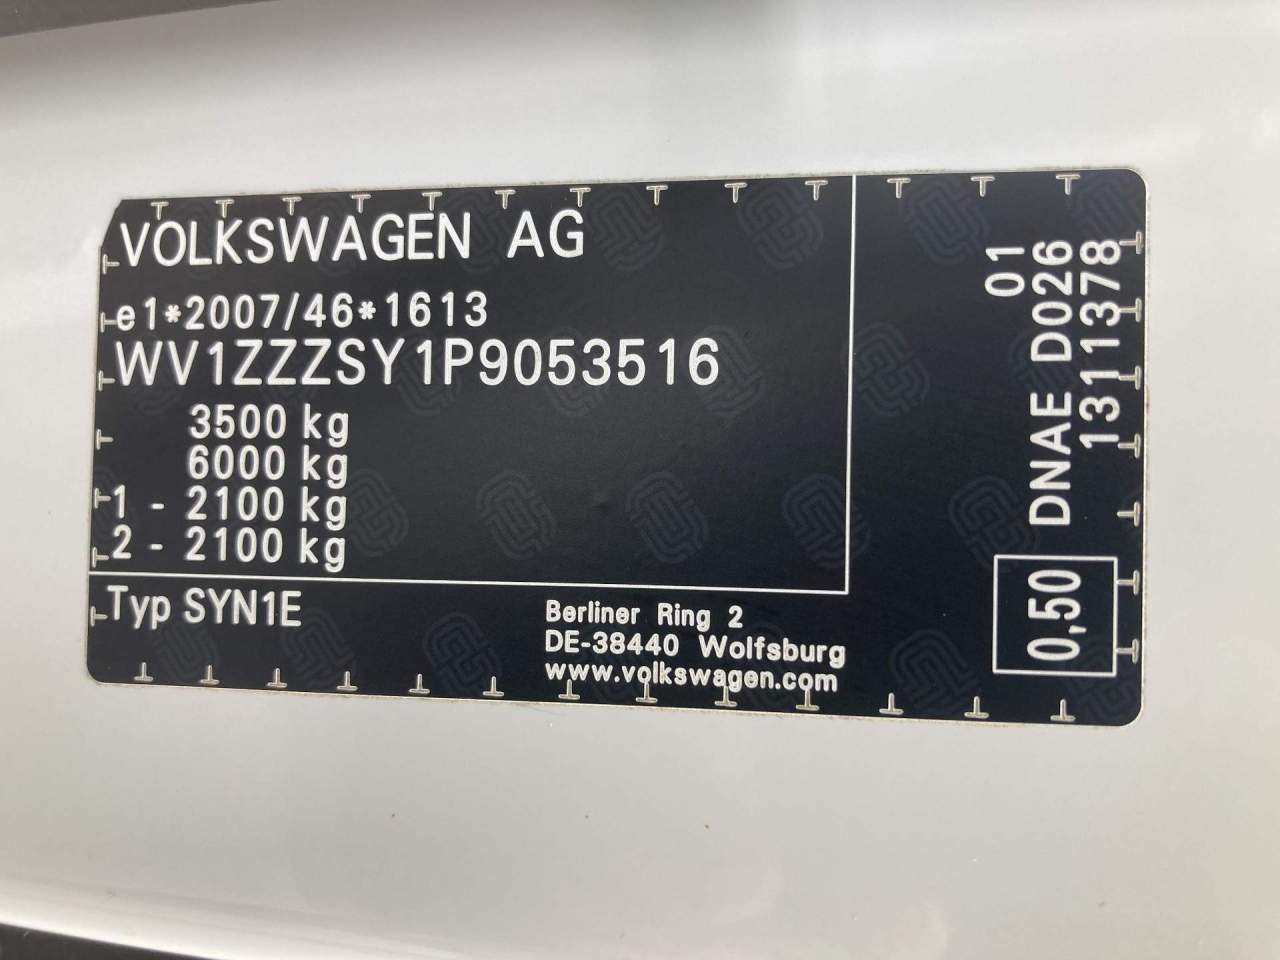 VOLKSWAGEN AG
e1*2007/46*1613
WV1ZZZSY1P9053516
3500 kg
6000 kg
1 - 2100 kg
2 - 2100 kg
Typ SYN1E
Berliner Ring 2
DE-38440 Wolfsburg
www.volkswagen.com
01
DNAE D026
13111378
0,50